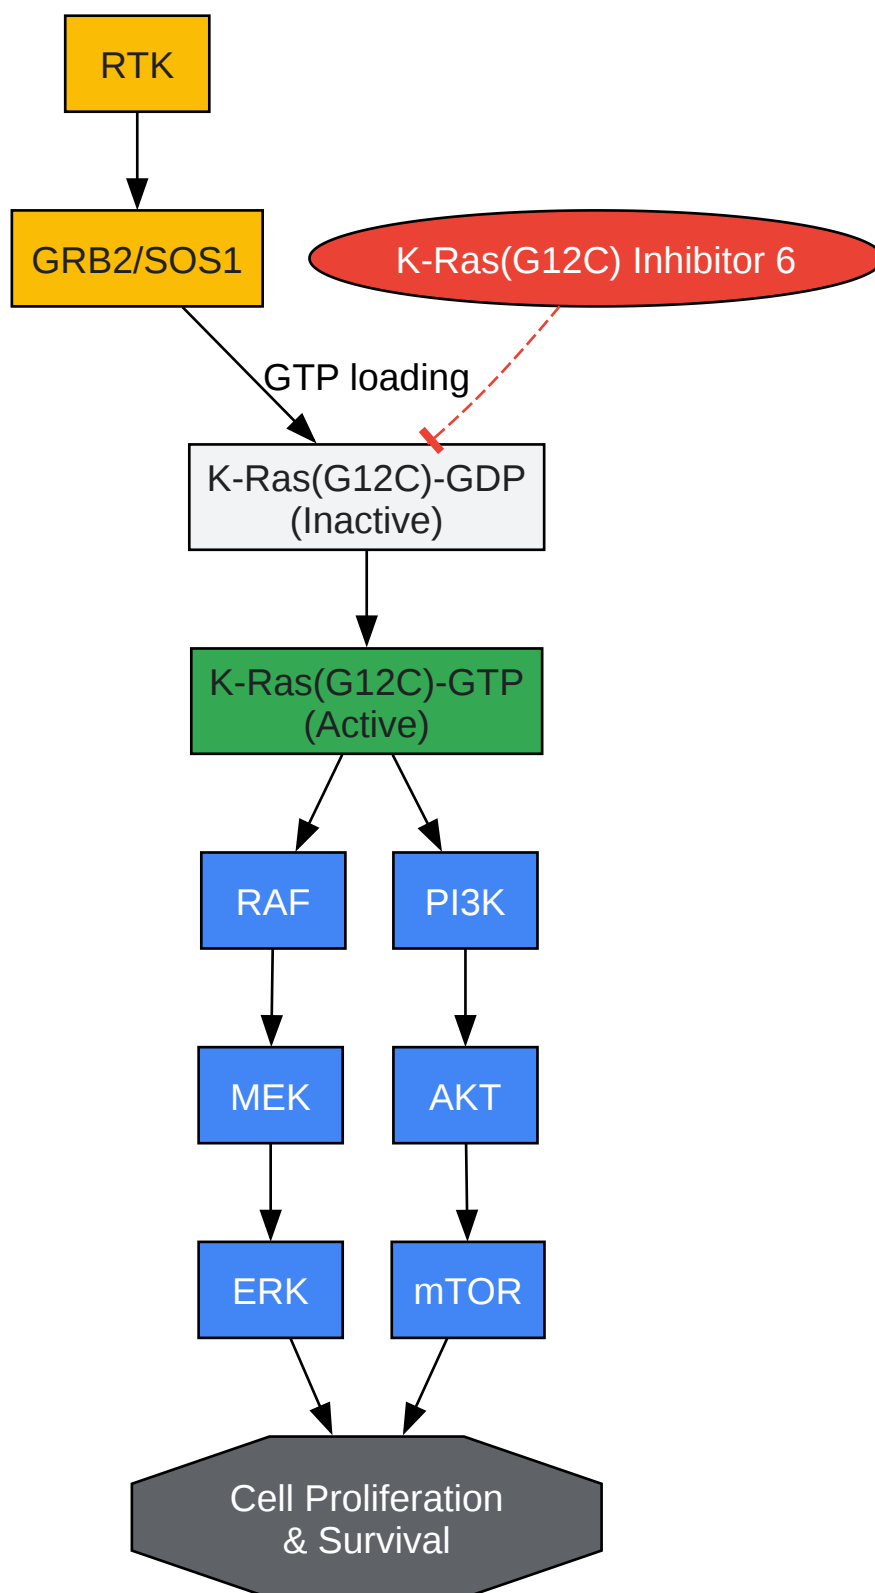 RTK
GRB2/SOS1
K-Ras(G12C) Inhibitor 6
GTP loading
K-Ras(G12C)-GDP
(Inactive)
K-Ras(G12C)-GTP
(Active)
RAF
PI3K
MEK
AKT
ERK
mTOR
Cell Proliferation
& Survival